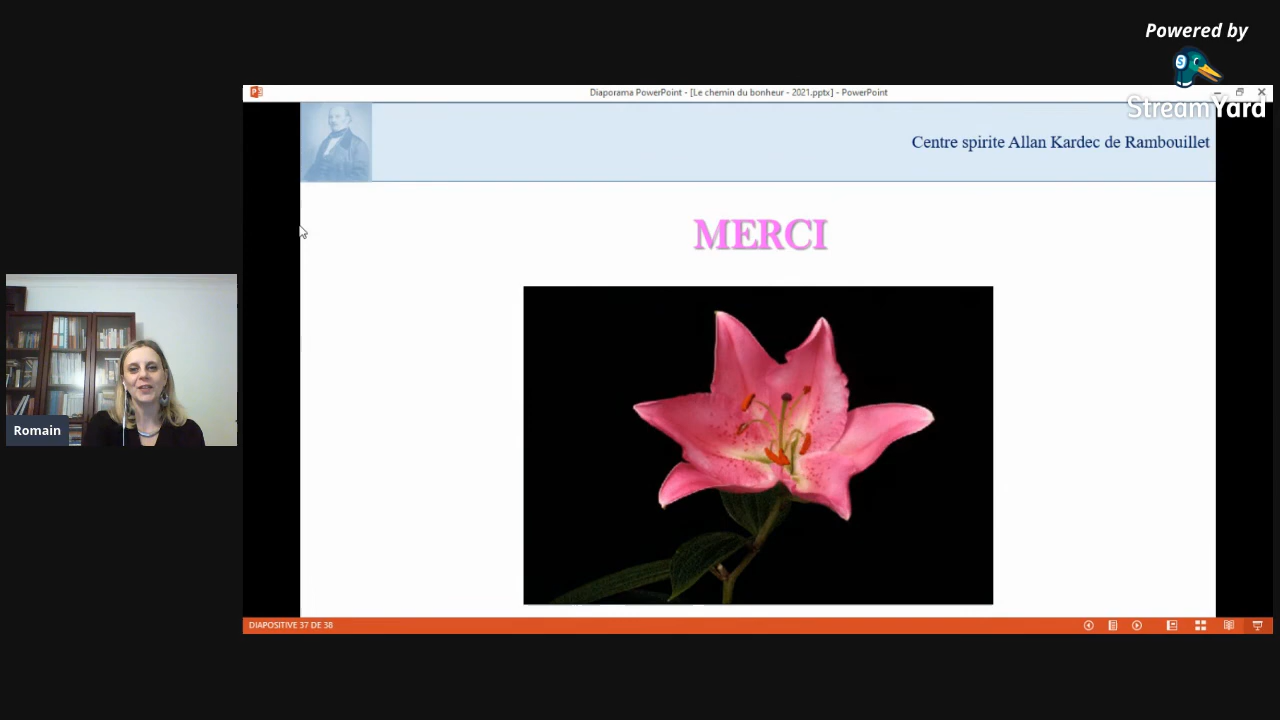 Powered by
StreamYard
Diaporama PowerPoint - [Le chemin du bonheur - 2021.pptx] - PowerPoint
Centre spirite Allan Kardec de Rambouillet
MERCI
Romain
DIAPOSITIVE 37 DE 38